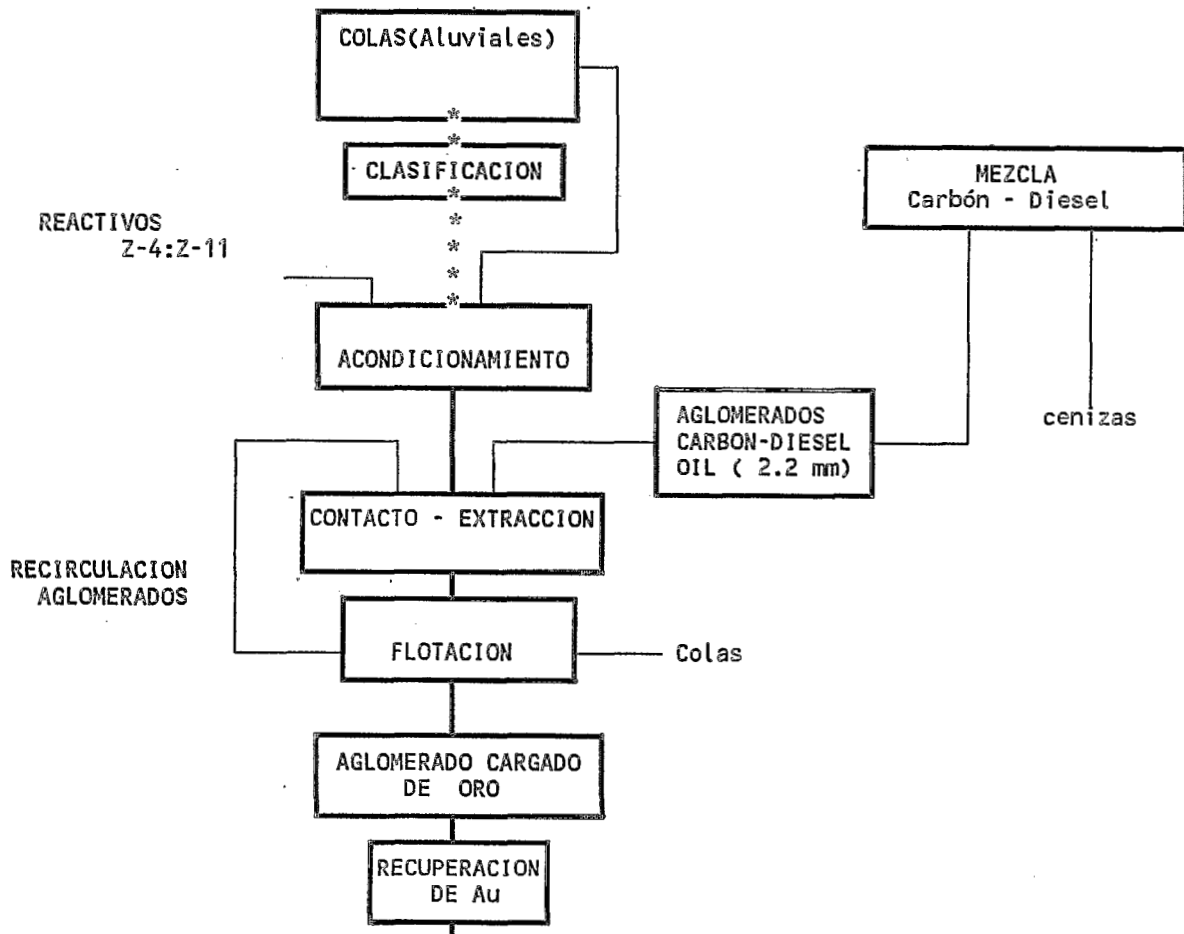 COLAS(Aluviales)
CLASIFICACION
MEZCLA
Carbón - Diesel
REACTIVOS
Z-4:Z-11
ACONDICIONAMIENTO
AGLOMERADOS
CARBON-DIESEL
OIL ( 2.2 mm)
cenizas
CONTACTO - EXTRACCION
RECIRCULACION
AGLOMERADOS
FLOTACION
Colas
AGLOMERADO CARGADO
DE ORO
RECUPERACION
DE Au